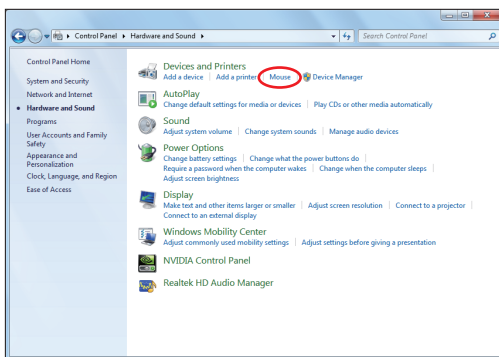 Control Panel ▸ Hardware and Sound ▸
Search Control Panel
Control Panel Home
System and Security
Network and Internet
Hardware and Sound
Programs
User Accounts and Family
Safety
Appearance and
Personalization
Clock, Language, and Region
Ease of Access
Devices and Printers
Add a device | Add a printer | Mouse | Device Manager
AutoPlay
Change default settings for media or devices | Play CDs or other media automatically
Sound
Adjust system volume | Change system sounds | Manage audio devices
Power Options
Change battery settings | Change what the power buttons do |
Require a password when the computer wakes | Change when the computer sleeps |
Adjust screen brightness
Display
Make text and other items larger or smaller | Adjust screen resolution | Connect to a projector |
Connect to an external display
Windows Mobility Center
Adjust commonly used mobility settings | Adjust settings before giving a presentation
NVIDIA Control Panel
Realtek HD Audio Manager